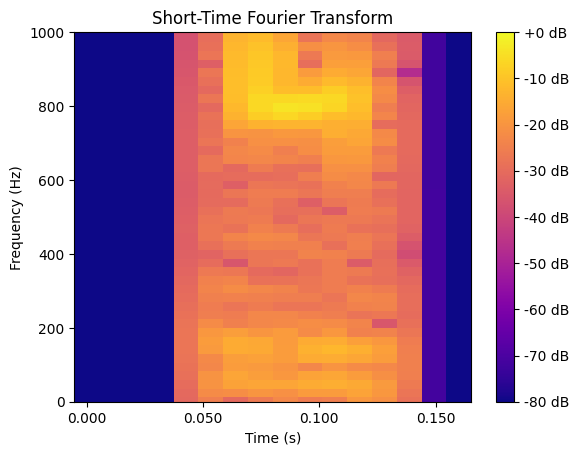 Short-Time Fourier Transform
Frequency (Hz)
1000
800
600
400
200
0
0.000 0.050 0.100 0.150
Time (s)
+0 dB
-10 dB
-20 dB
-30 dB
-40 dB
-50 dB
-60 dB
-70 dB
-80 dB